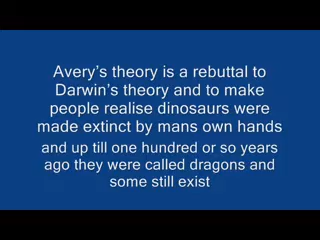 Avery's theory is a rebuttal to
Darwin's theory and to make
people realise dinosaurs were
made extinct by mans own hands
and up till one hundred or so years
ago they were called dragons and
some still exist